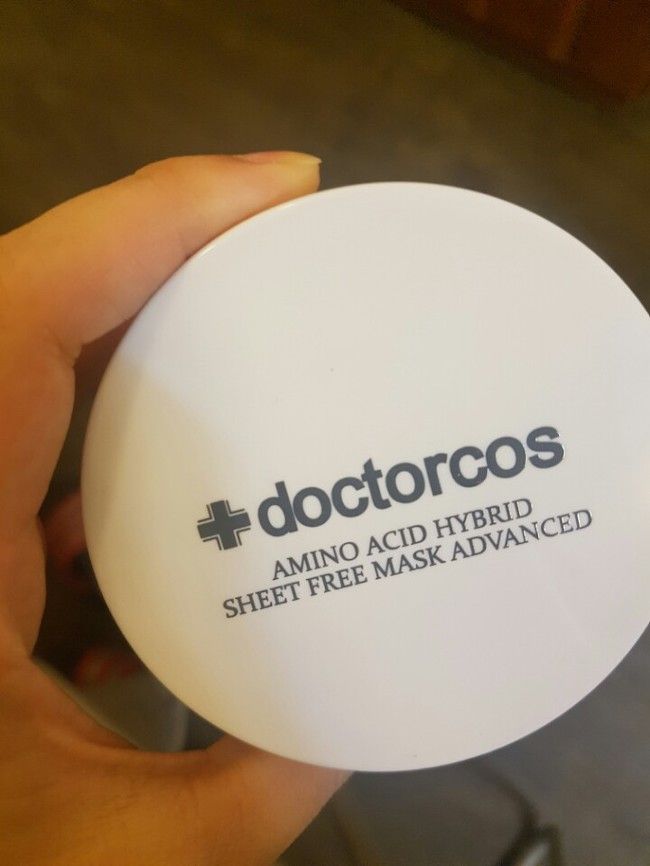 doctorcos
AMINO ACID HYBRID
SHEET FREE MASK ADVANCED